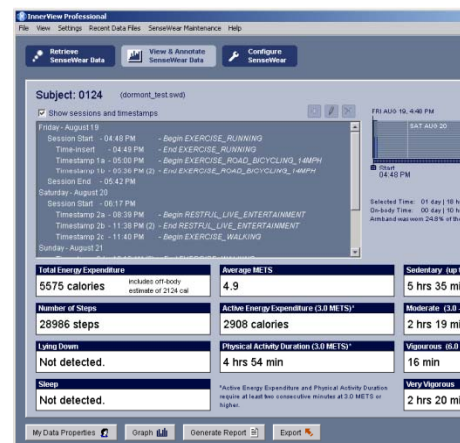 InnerView Professional
File View Settings Recent Data Files SenseWear Maintenance Help
Retrieve SenseWear Data
View & Annotate SenseWear Data
Configure SenseWear
Subject: 0124 (dormont_test.swd)
Show sessions and timestamps
Friday - August 19
Session Start - 04:48 PM - Begin EXERCISE_RUNNING
Time-insert - 04:49 PM - End EXERCISE_RUNNING
Timestamp 1a - 05:00 PM - Begin EXERCISE_ROAD_BICYCLING_14MPH
Timestamp 1b - 05:36 PM (2) - End EXERCISE_ROAD_BICYCLING_14MPH
Session End - 05:42 PM
Saturday - August 20
Session Start - 06:17 PM
Timestamp 2a - 08:39 PM - Begin RESTFUL_LIVE_ENTERTAINMENT
Timestamp 2b - 11:38 PM (2) - End RESTFUL_LIVE_ENTERTAINMENT
Timestamp 2c - 11:40 PM - Begin EXERCISE_WALKING
Sunday - August 21
FRI AUG 19, 4:48 PM
SAT AUG 20
Start
04:48 PM
Selected Time: 01 day | 18 h
On-body Time: 00 day | 10 h
Armband was worn 24.8% of the
Total Energy Expenditure
5575 calories includes off-body estimate of 2124 cal
Average METS
4.9
Sedentary (up
5 hrs 35 mi
Number of Steps
28986 steps
Active Energy Expenditure (3.0 METS)*
2908 calories
Moderate (3.0 -
2 hrs 19 mi
Lying Down
Not detected.
Physical Activity Duration (3.0 METS)*
4 hrs 54 min
Vigourous (6.0
16 min
Sleep
Not detected.
*Active Energy Expenditure and Physical Activity Duration
require at least two consecutive minutes at 3.0 METS or
higher.
Very Vigorous
2 hrs 20 mi
My Data Properties
Graph
Generate Report
Export